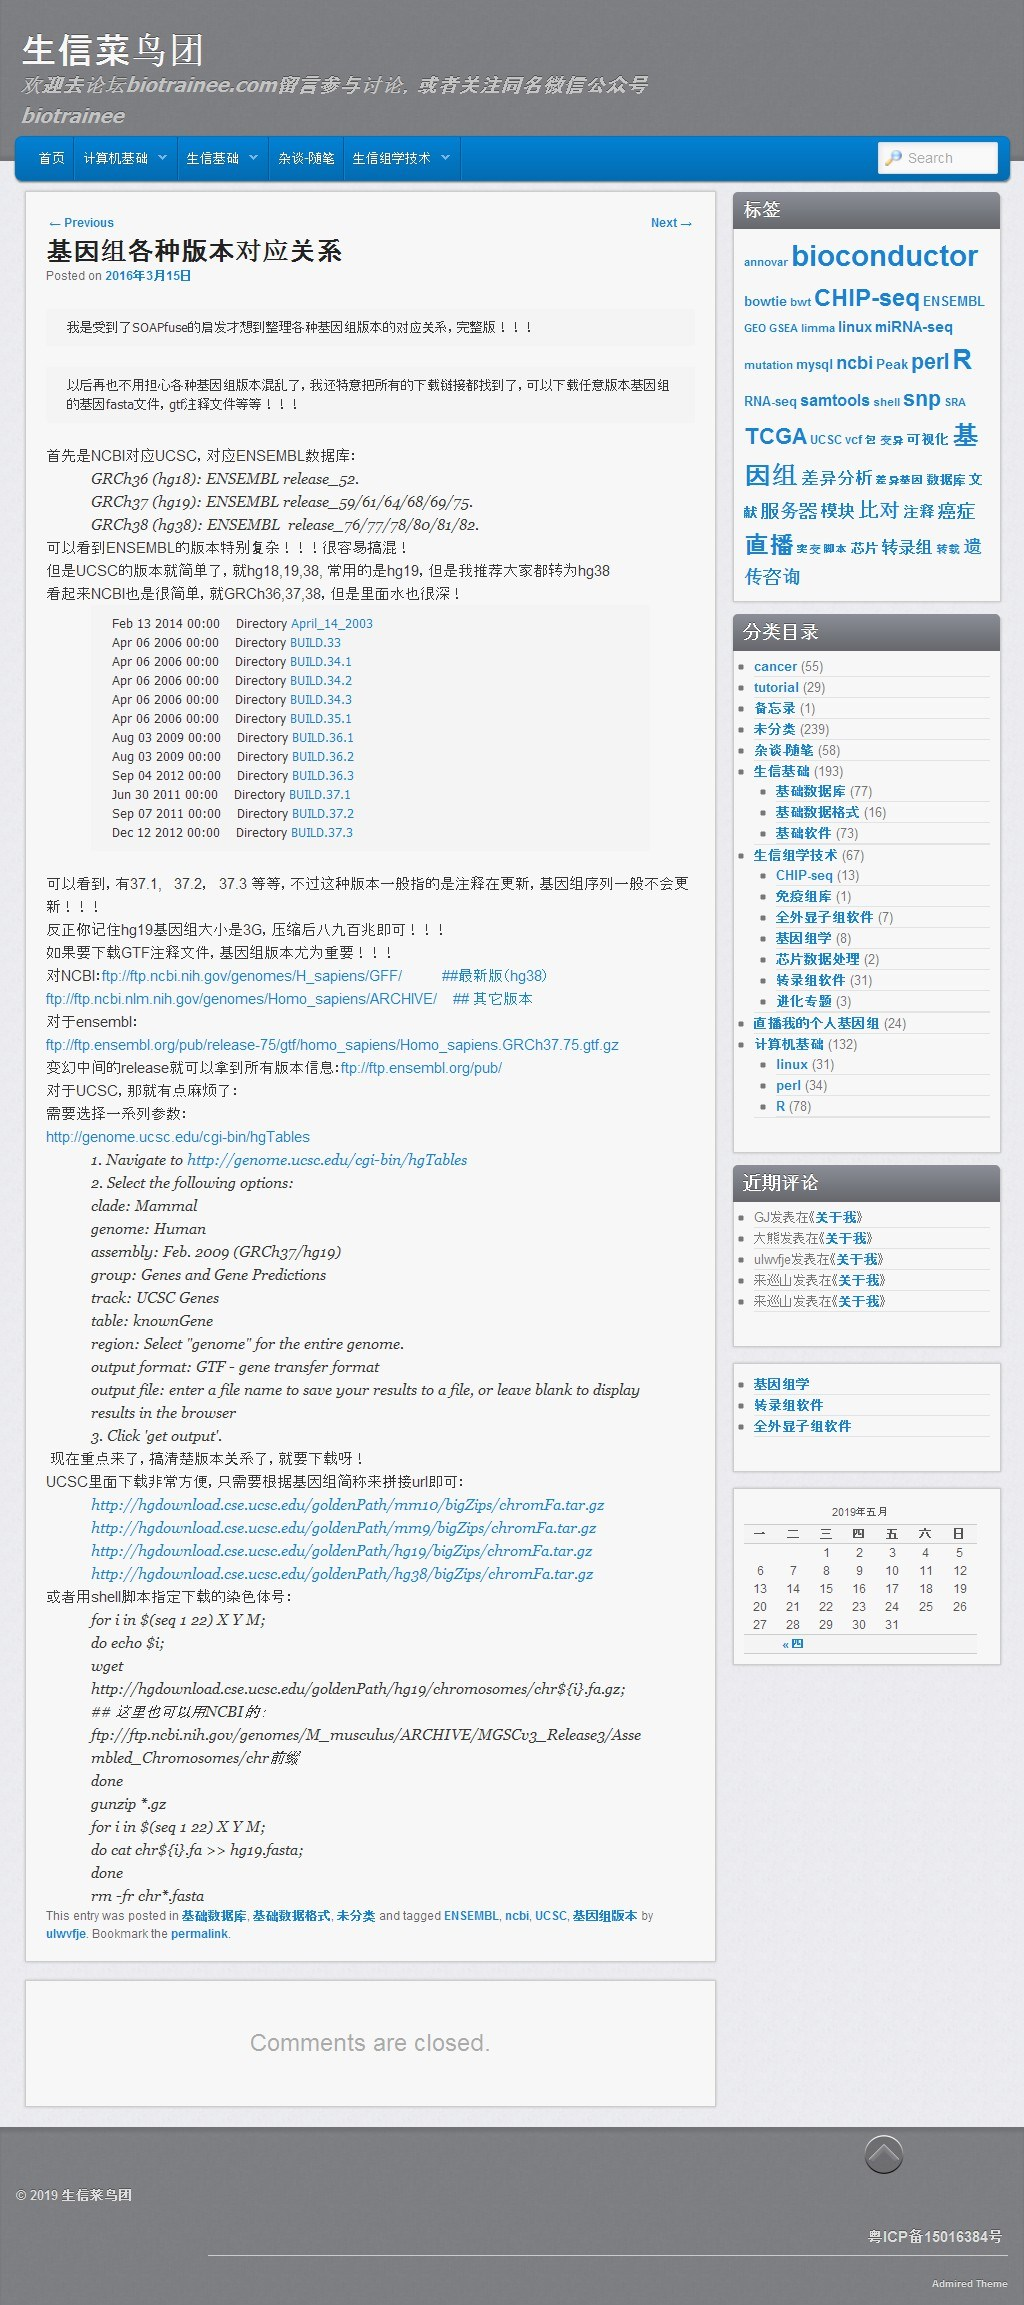 生信菜鸟团
欢迎去论坛biotrainee.com留言参与讨论，或者关注同名微信公众号
biotrainee
首页 计算机基础 生信基础 杂谈-随笔 生信组学技术 Search
← Previous Next →
基因组各种版本对应关系
Posted on 2016年3月15日
我是受到了SOAPfuse的启发才想到整理各种基因组版本的对应关系，完整版！！！
以后再也不用担心各种基因组版本混乱了，我还特意把所有的下载链接都找到了，可以下载任意版本基因组
的基因fasta文件，gtf注释文件等等！！！
首先是NCBI对应UCSC，对应ENSEMBL数据库：
GRCh36 (hg18): ENSEMBL release_52.
GRCh37 (hg19): ENSEMBL release_59/61/64/68/69/75.
GRCh38 (hg38): ENSEMBL  release_76/77/78/80/81/82.
可以看到ENSEMBL的版本特别复杂！！！很容易搞混！
但是UCSC的版本就简单了，就hg18,19,38, 常用的是hg19，但是我推荐大家都转为hg38
看起来NCBI也是很简单，就GRCh36,37,38，但是里面水也很深！
Feb 13 2014 00:00 Directory April_14_2003
Apr 06 2006 00:00 Directory BUILD.33
Apr 06 2006 00:00 Directory BUILD.34.1
Apr 06 2006 00:00 Directory BUILD.34.2
Apr 06 2006 00:00 Directory BUILD.34.3
Apr 06 2006 00:00 Directory BUILD.35.1
Aug 03 2009 00:00 Directory BUILD.36.1
Aug 03 2009 00:00 Directory BUILD.36.2
Sep 04 2012 00:00 Directory BUILD.36.3
Jun 30 2011 00:00 Directory BUILD.37.1
Sep 07 2011 00:00 Directory BUILD.37.2
Dec 12 2012 00:00 Directory BUILD.37.3
可以看到，有37.1， 37.2， 37.3 等等，不过这种版本一般指的是注释在更新，基因组序列一般不会更
新！！！
反正你记住hg19基因组大小是3G，压缩后八九百兆即可！！！
如果要下载GTF注释文件，基因组版本尤为重要！！！
对NCBI：ftp://ftp.ncbi.nih.gov/genomes/H_sapiens/GFF/ ##最新版（hg38）
ftp://ftp.ncbi.nlm.nih.gov/genomes/Homo_sapiens/ARCHIVE/ ## 其它版本
对于ensembl：
ftp://ftp.ensembl.org/pub/release-75/gtf/homo_sapiens/Homo_sapiens.GRCh37.75.gtf.gz
变幻中间的release就可以拿到所有版本信息：ftp://ftp.ensembl.org/pub/
对于UCSC，那就有点麻烦了：
需要选择一系列参数：
http://genome.ucsc.edu/cgi-bin/hgTables
1. Navigate to http://genome.ucsc.edu/cgi-bin/hgTables
2. Select the following options:
clade: Mammal
genome: Human
assembly: Feb. 2009 (GRCh37/hg19)
group: Genes and Gene Predictions
track: UCSC Genes
table: knownGene
region: Select "genome" for the entire genome.
output format: GTF - gene transfer format
output file: enter a file name to save your results to a file, or leave blank to display
results in the browser
3. Click 'get output'.
现在重点来了，搞清楚版本关系了，就要下载呀！
UCSC里面下载非常方便，只需要根据基因组简称来拼接url即可：
http://hgdownload.cse.ucsc.edu/goldenPath/mm10/bigZips/chromFa.tar.gz
http://hgdownload.cse.ucsc.edu/goldenPath/mm9/bigZips/chromFa.tar.gz
http://hgdownload.cse.ucsc.edu/goldenPath/hg19/bigZips/chromFa.tar.gz
http://hgdownload.cse.ucsc.edu/goldenPath/hg38/bigZips/chromFa.tar.gz
或者用shell脚本指定下载的染色体号：
for i in $(seq 1 22) X Y M;
do echo $i;
wget
http://hgdownload.cse.ucsc.edu/goldenPath/hg19/chromosomes/chr${i}.fa.gz;
## 这里也可以用NCBI的：
ftp://ftp.ncbi.nih.gov/genomes/M_musculus/ARCHIVE/MGSCv3_Release3/Asse
mbled_Chromosomes/chr前缀
done
gunzip *.gz
for i in $(seq 1 22) X Y M;
do cat chr${i}.fa >> hg19.fasta;
done
rm -fr chr*.fasta
This entry was posted in 基础数据库, 基础数据格式, 未分类 and tagged ENSEMBL, ncbi, UCSC, 基因组版本 by
ulwvfje. Bookmark the permalink.
Comments are closed.
标签
annovar bioconductor
bowtie bwt CHIP-seq ENSEMBL
GEO GSEA limma linux miRNA-seq
mutation mysql ncbi Peak perl R
RNA-seq samtools shell snp SRA
TCGA UCSC vcf 包 变异 可视化 基
因组 差异分析 差异基因 数据库 文
献 服务器 模块 比对 注释 癌症
直播 突变 脚本 芯片 转录组 转载 遗
传咨询
分类目录
cancer (55)
tutorial (29)
备忘录 (1)
未分类 (239)
杂谈-随笔 (58)
生信基础 (193)
基础数据库 (77)
基础数据格式 (16)
基础软件 (73)
生信组学技术 (67)
CHIP-seq (13)
免疫组库 (1)
全外显子组软件 (7)
基因组学 (8)
芯片数据处理 (2)
转录组软件 (31)
进化专题 (3)
直播我的个人基因组 (24)
计算机基础 (132)
linux (31)
perl (34)
R (78)
近期评论
GJ发表在《关于我》
大熊发表在《关于我》
ulwvfje发表在《关于我》
来巡山发表在《关于我》
来巡山发表在《关于我》
基因组学
转录组软件
全外显子组软件
2019年五月
一 二 三 四 五 六 日
1 2 3 4 5
6 7 8 9 10 11 12
13 14 15 16 17 18 19
20 21 22 23 24 25 26
27 28 29 30 31
« 四
© 2019 生信菜鸟团
粤ICP备15016384号
Admired Theme